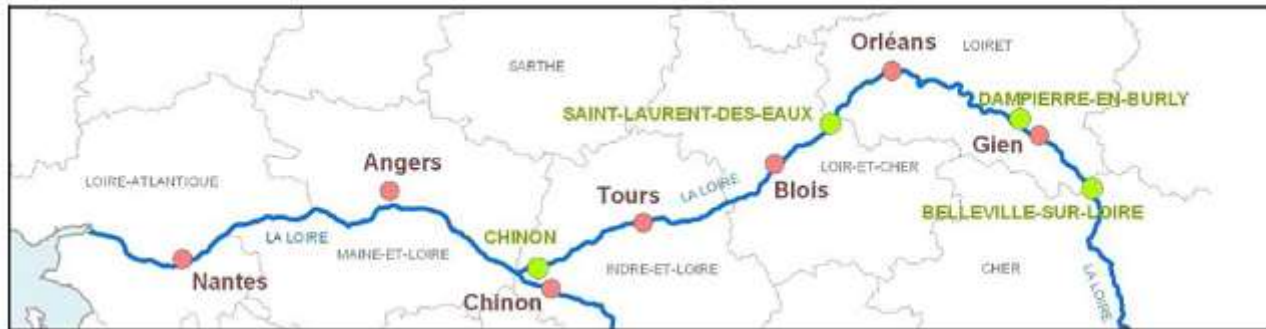 Orléans
LOIRET
SARTHE
DAMPIERRE-EN-BURLY
SAINT-LAURENT-DES-EAUX
Gien
Angers
LOIR-ET-CHER
LOIRE-ATLANTIQUE
Blois
LA LOIRE
Tours
BELLEVILLE-SUR-LOIRE
CHINON
LA LOIRE
MAINE-ET-LOIRE
INDRE-ET-LOIRE
CHER
Nantes
Chinon
LA LOIRE